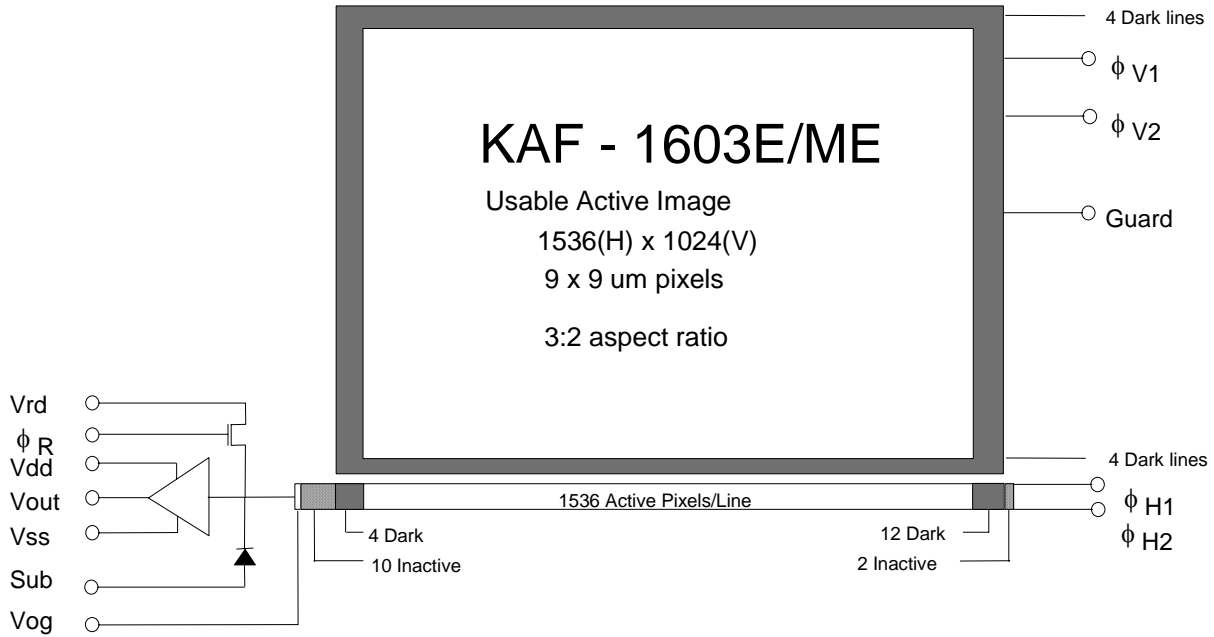 4 Dark lines
ϕ V1
ϕ V2
KAF - 1603E/ME
Usable Active Image
Guard
1536(H) x 1024(V)
9 x 9 um pixels
3:2 aspect ratio
Vrd
ϕ R
Vdd
4 Dark lines
Vout
1536 Active Pixels/Line
ϕ H1
Vss
4 Dark
12 Dark
ϕ H2
10 Inactive
2 Inactive
Sub
Vog